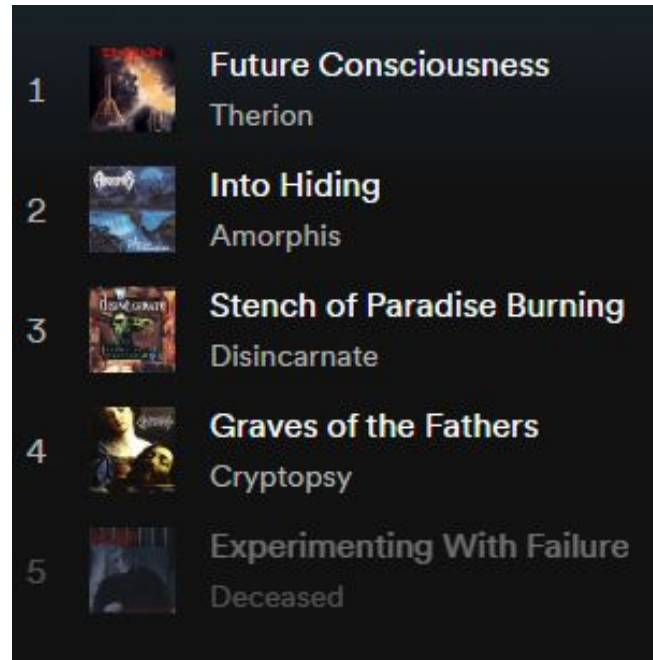 1
Future Consciousness
Therion
2
Into Hiding
Amorphis
3
Stench of Paradise Burning
Disincarnate
4
Graves of the Fathers
Cryptopsy
5
Experimenting With Failure
Deceased